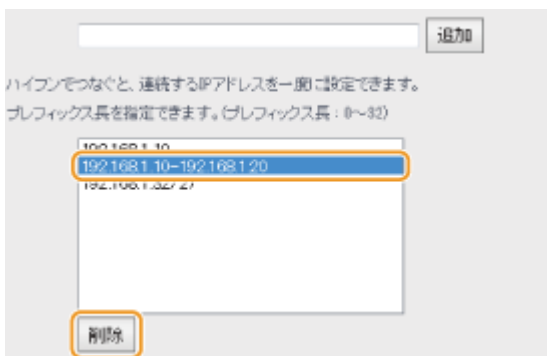 追加
ハイフンでつなぐと、連続するIPアドレスを一度に設定できます。
プレフィックス長を指定できます。(プレフィックス長：0～32)
192.168.1.10
192.168.1.10-192.168.1.20
192.168.1.32/27
削除